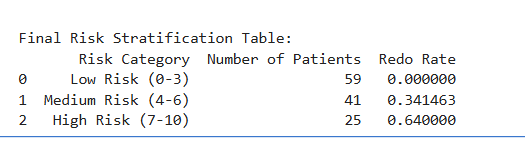 Final Risk Stratification Table:
Risk Category Number of Patients Redo Rate
0 Low Risk (0-3) 59 0.000000
1 Medium Risk (4-6) 41 0.341463
2 High Risk (7-10) 25 0.640000